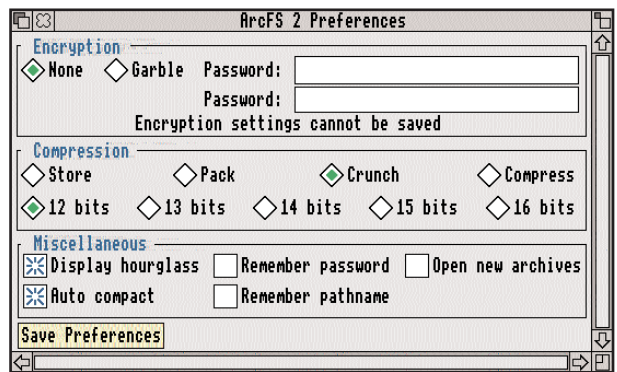 ArcFS 2 Preferences
Encryption
None Garble Password:
Password:
Encryption settings cannot be saved
Compression
Store Pack Crunch Compress
12 bits 13 bits 14 bits 15 bits 16 bits
Miscellaneous
Display hourglass Remember password Open new archives
Auto compact Remember pathname
Save Preferences